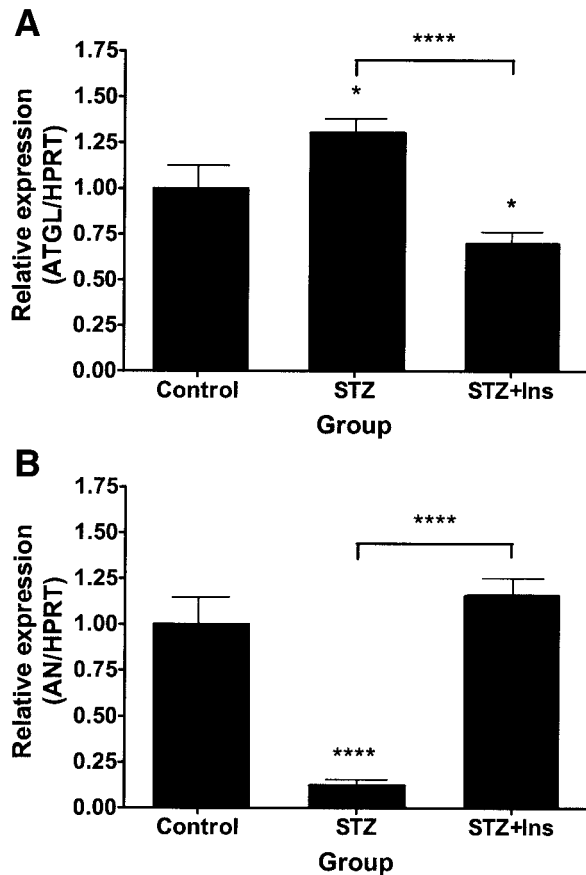 A
Relative expression
(ATGL/HPRT)
1.75
1.50
1.25
1.00
0.75
0.50
0.25
0.00
****
*
*
Control STZ STZ+Ins
Group
B
Relative expression
(AN/HPRT)
1.75
1.50
1.25
1.00
0.75
0.50
0.25
0.00
****
****
Control STZ STZ+Ins
Group